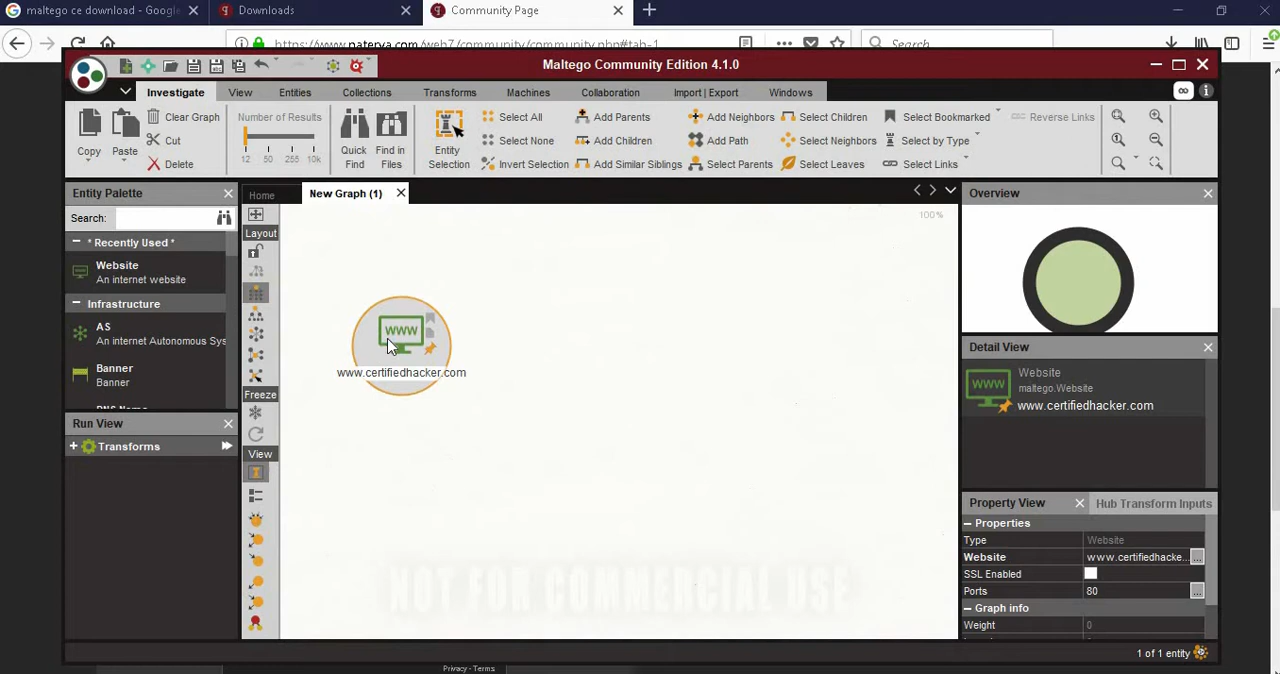 maltego ce download - Google
Downloads
Community Page
https://www.paterva.com/web7/community/community.php#tab-1
Search
Maltego Community Edition 4.1.0
Investigate View Entities Collections Transforms Machines Collaboration Import | Export Windows
Copy
Paste
Clear Graph
Cut
Delete
Number of Results
12 50 255 10k
Quick Find
Find in Files
Entity Selection
Select All
Select None
Invert Selection
Add Parents
Add Children
Add Similar Siblings
Add Neighbors
Add Path
Select Parents
Select Children
Select Neighbors
Select Leaves
Select Bookmarked
Select by Type
Select Links
Reverse Links
Entity Palette
Search:
* Recently Used *
Website
An internet website
Infrastructure
AS
An internet Autonomous Sys
Banner
Banner
Run View
Transforms
Home
New Graph (1)
Layout
Freeze
View
100%
WWW
www.certifiedhacker.com
NOT FOR COMMERCIAL USE
Overview
Detail View
WWW
Website
maltego.Website
www.certifiedhacker.com
Property View
Hub Transform Inputs
Properties
Type Website
Website www.certifiedhacke...
SSL Enabled
Ports 80
Graph info
Weight 0
1 of 1 entity
Privacy - Terms